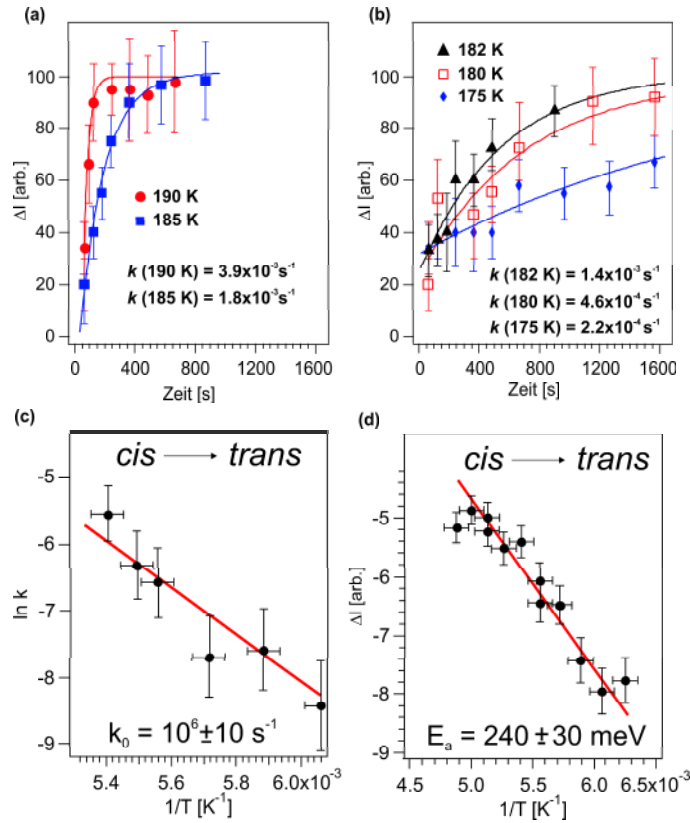 (a)
100
80
60
40
20
0
ΔI [arb.]
190 K
185 K
k (190 K) = 3.9x10⁻³s⁻¹
k (185 K) = 1.8x10⁻³s⁻¹
0 400 800 1200 1600
Zeit [s]
(b)
182 K
180 K
175 K
100
80
60
40
20
0
ΔI [arb.]
k (182 K) = 1.4x10⁻³s⁻¹
k (180 K) = 4.6x10⁻⁴s⁻¹
k (175 K) = 2.2x10⁻⁴s⁻¹
0 400 800 1200 1600
Zeit [s]
(c)
cis → trans
-5
-6
-7
-8
-9
ln k
k₀ = 10⁶±10 s⁻¹
5.4 5.6 5.8 6.0x10⁻³
1/T [K⁻¹]
(d)
cis → trans
-5
-6
-7
-8
-9
ΔI [arb.]
Eₐ = 240 ±30 meV
4.5 5.0 5.5 6.0 6.5x10⁻³
1/T [K⁻¹]